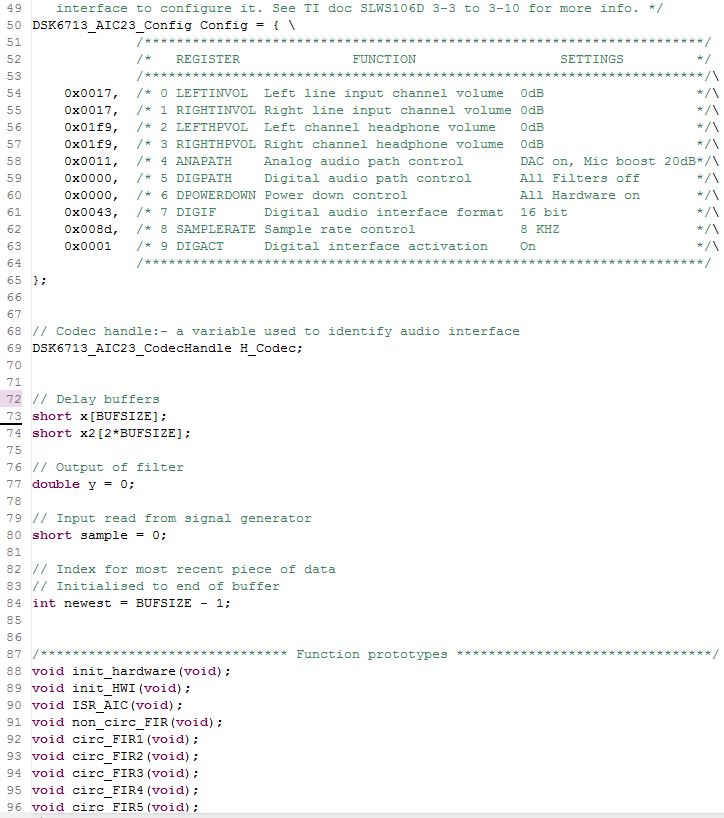 49 interface to configure it. See TI doc SLWS106D 3-3 to 3-10 for more info. */
50 DSK6713_AIC23_Config Config = { \
51 /**********************************************************************/
52 /* REGISTER FUNCTION SETTINGS */
53 /**********************************************************************/\
54 0x0017, /* 0 LEFTINVOL Left line input channel volume 0dB */\
55 0x0017, /* 1 RIGHTINVOL Right line input channel volume 0dB */\
56 0x01f9, /* 2 LEFTHPVOL Left channel headphone volume 0dB */\
57 0x01f9, /* 3 RIGHTHPVOL Right channel headphone volume 0dB */\
58 0x0011, /* 4 ANAPATH Analog audio path control DAC on, Mic boost 20dB*/\
59 0x0000, /* 5 DIGPATH Digital audio path control All Filters off */\
60 0x0000, /* 6 DPOWERDOWN Power down control All Hardware on */\
61 0x0043, /* 7 DIGIF Digital audio interface format 16 bit */\
62 0x008d, /* 8 SAMPLERATE Sample rate control 8 KHZ */\
63 0x0001 /* 9 DIGACT Digital interface activation On */\
64 /**********************************************************************/
65 };
66
67
68 // Codec handle:- a variable used to identify audio interface
69 DSK6713_AIC23_CodecHandle H_Codec;
70
71
72 // Delay buffers
73 short x[BUFSIZE];
74 short x2[2*BUFSIZE];
75
76 // Output of filter
77 double y = 0;
78
79 // Input read from signal generator
80 short sample = 0;
81
82 // Index for most recent piece of data
83 // Initialised to end of buffer
84 int newest = BUFSIZE - 1;
85
86
87 /******************************* Function prototypes ********************************/
88 void init_hardware(void);
89 void init_HWI(void);
90 void ISR_AIC(void);
91 void non_circ_FIR(void);
92 void circ_FIR1(void);
93 void circ_FIR2(void);
94 void circ_FIR3(void);
95 void circ_FIR4(void);
96 void circ_FIR5(void);